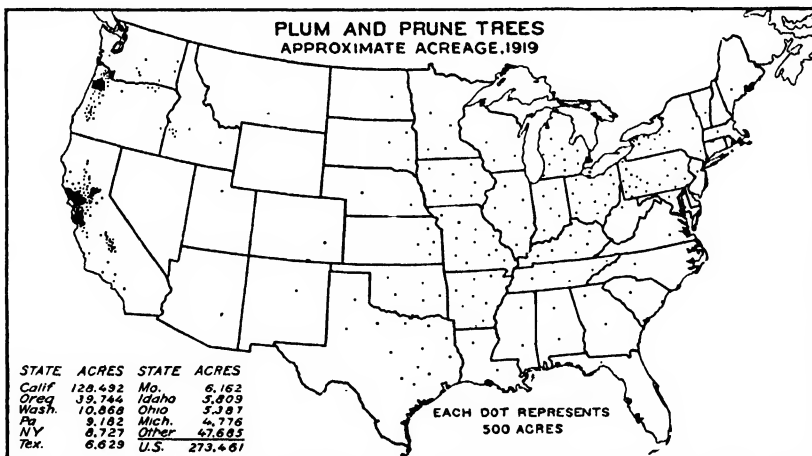 PLUM AND PRUNE TREES
APPROXIMATE ACREAGE, 1919
STATE ACRES STATE ACRES
Calif 128.492 Mo. 6.162
Oreg 39.744 Idaho 5.809
Wash. 10.868 Ohio 5.387
Pa 9.182 Mich. 4.776
NY 8.727 Other 47.685
Tex. 6.629 U.S. 273.461
EACH DOT REPRESENTS
500 ACRES